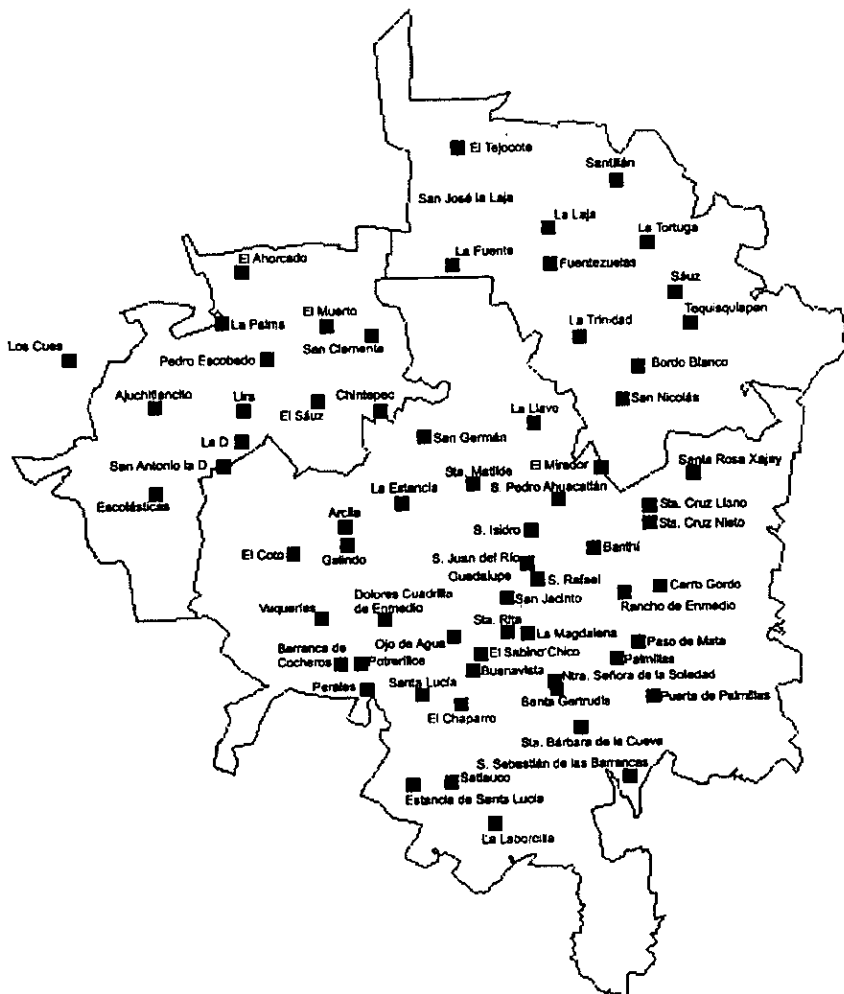 El Tejocote
Santillán
San José la Laja
La Laja
La Tortuga
El Ahorcado
La Fuente
Fuentezuelas
Sáuz
El Muerto
La Palma
Tequisquiapan
Los Cues
San Clemente
La Trinidad
Pedro Escobedo
Bordo Blanco
Ajuchitlancito
Lira
El Sáuz
Chintepec
San Nicolás
La Llave
La D
San Germán
San Antonio la D
El Mirador
Santa Rosa Xajay
Sta. Matilde
La Estancia
S. Pedro Ahuacatlán
Escolásticas
Sta. Cruz Llano
Arcila
Sta. Cruz Nieto
S. Isidro
El Coto
Galindo
Banthí
S. Juan del Río
Guadalupe
S. Rafael
Cerro Gordo
Vaquerías
Dolores Cuadrilla
de Enmedio
San Jacinto
Rancho de Enmedio
Sta. Rita
La Magdalena
Ojo de Agua
Paso de Mata
Barranca de
Cocheros
Potrerillos
El Sabino Chico
Palmillas
Buenavista
Ntra. Señora de la Soledad
Perales
Santa Lucía
Santa Gertrudis
Puerta de Palmillas
El Chaparro
Sta. Bárbara de la Cueva
S. Sebastián de las Barrancas
Satlauco
Estancia de Santa Lucía
La Laborcilla